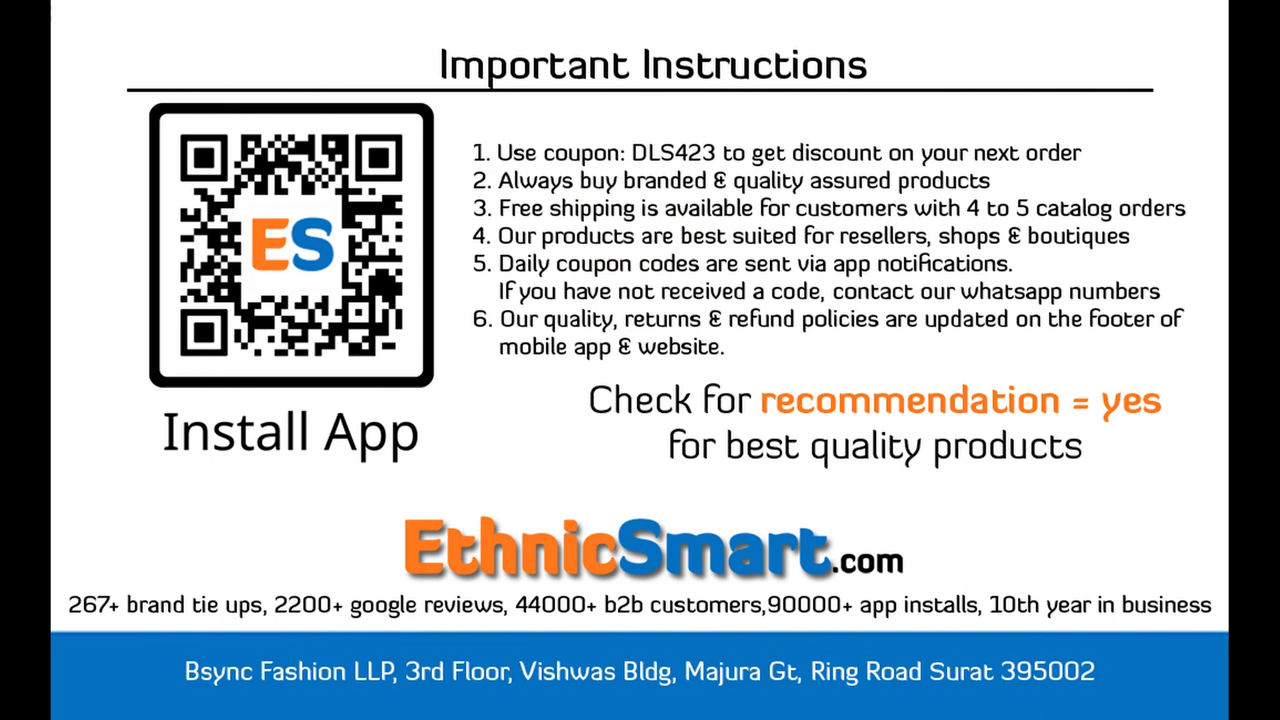 Important Instructions
ES
Install App
1. Use coupon: DLS423 to get discount on your next order
2. Always buy branded & quality assured products
3. Free shipping is available for customers with 4 to 5 catalog orders
4. Our products are best suited for resellers, shops & boutiques
5. Daily coupon codes are sent via app notifications.
If you have not received a code, contact our whatsapp numbers
6. Our quality, returns & refund policies are updated on the footer of
mobile app & website.
Check for recommendation = yes
for best quality products
EthnicSmart.com
267+ brand tie ups, 2200+ google reviews, 44000+ b2b customers,90000+ app installs, 10th year in business
Bsync Fashion LLP, 3rd Floor, Vishwas Bldg, Majura Gt, Ring Road Surat 395002